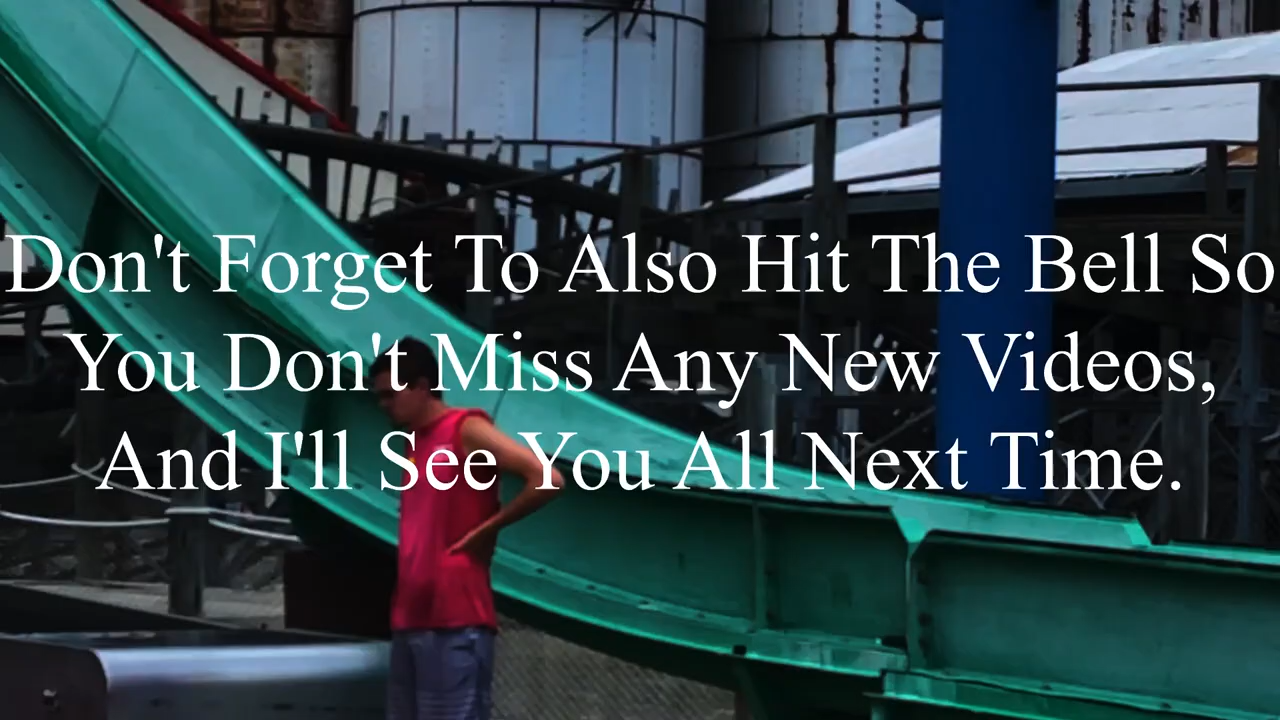 Don't Forget To Also Hit The Bell So
You Don't Miss Any New Videos,
And I'll See You All Next Time.